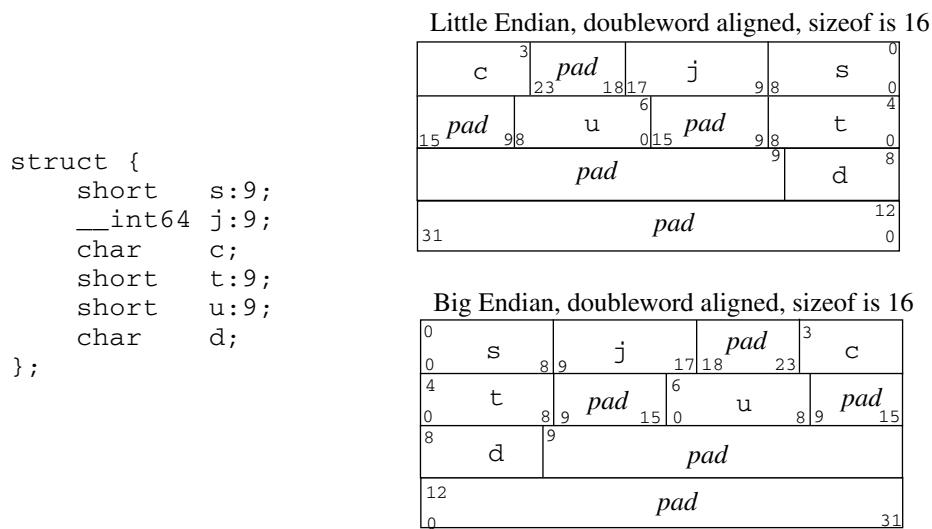 struct {
short s:9;
__int64 j:9;
char c;
short t:9;
short u:9;
char d;
};
Little Endian, doubleword aligned, sizeof is 16
3 0
c pad j s
23 18 17 9 8 0
6 4
pad u pad t
15 9 8 0 15 9 8 0
9 8
pad d
12
pad
31 0
Big Endian, doubleword aligned, sizeof is 16
0 3
s j pad c
0 8 9 17 18 23
4 6
t pad u pad
0 8 9 15 0 8 9 15
8 9
d pad
12
pad
0 31